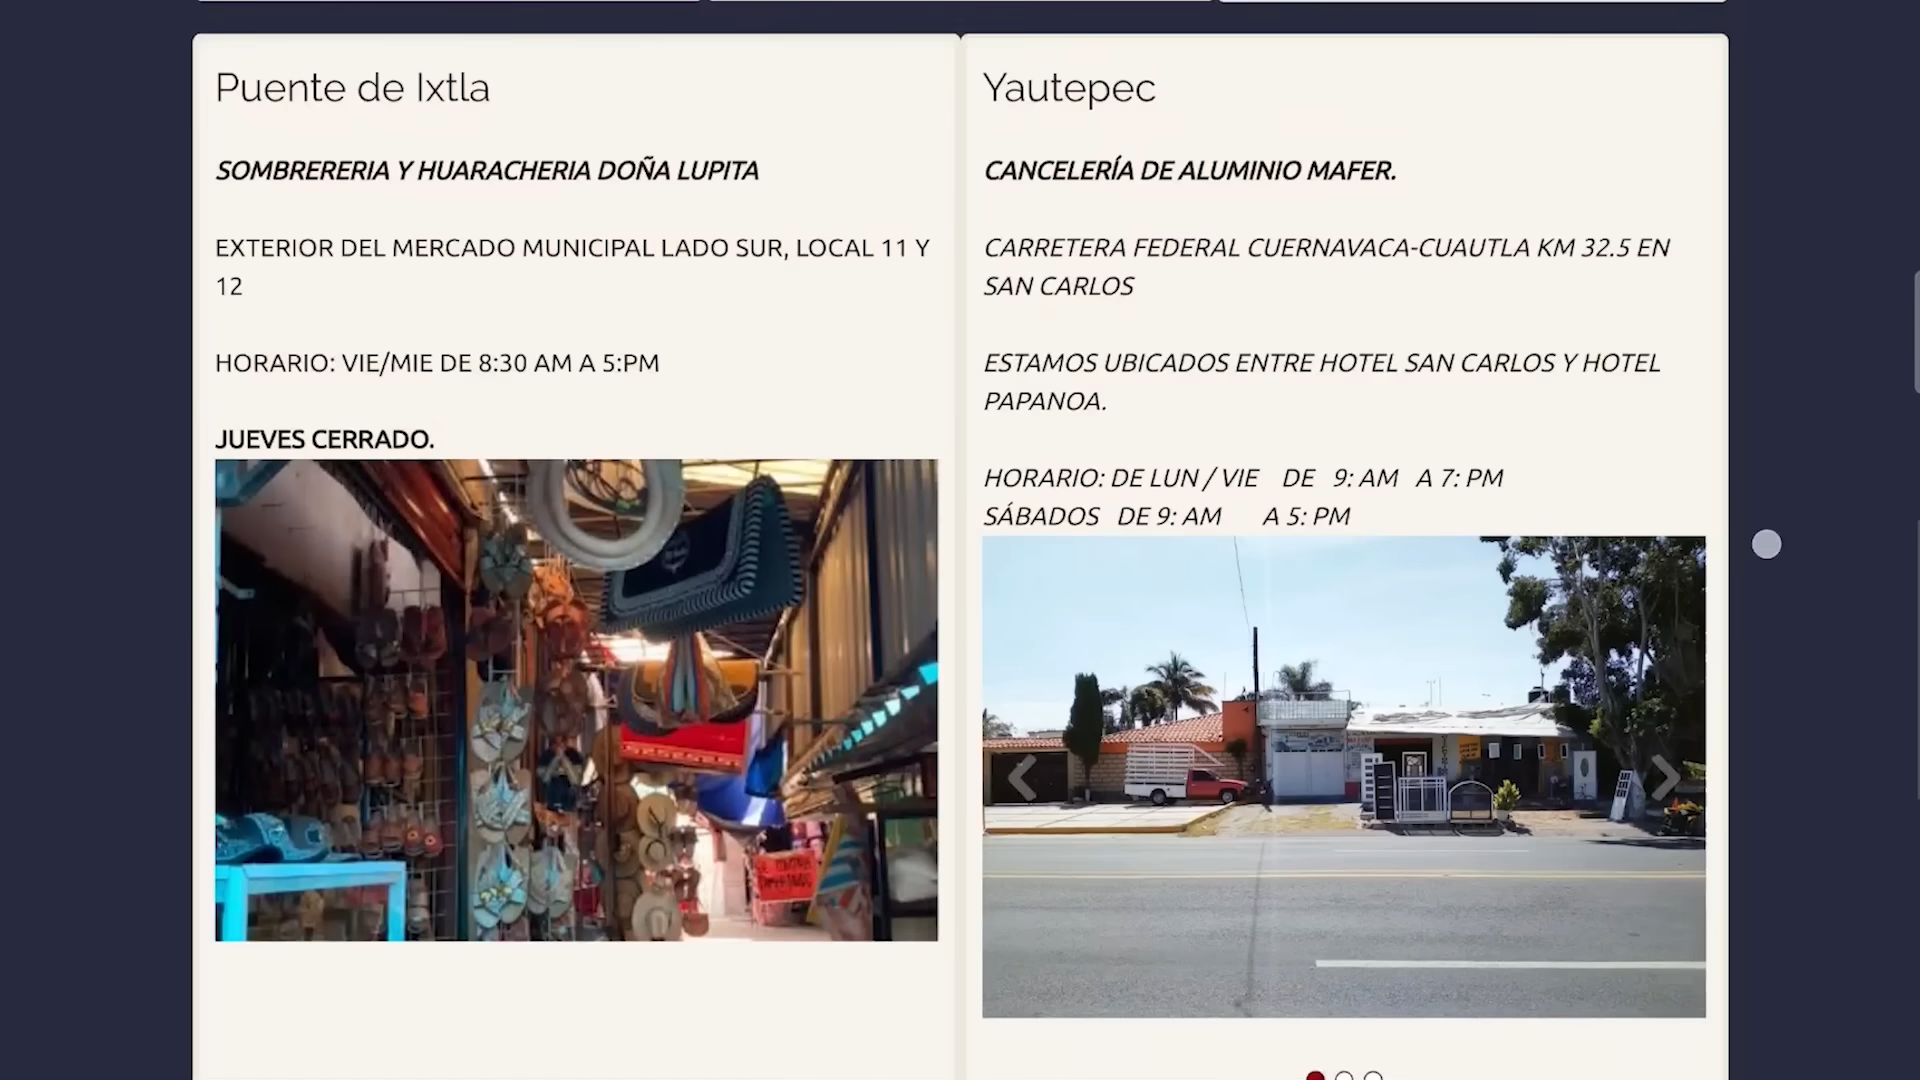 Puente de Ixtla
SOMBRERERIA Y HUARACHERIA DOÑA LUPITA
EXTERIOR DEL MERCADO MUNICIPAL LADO SUR, LOCAL 11 Y
12
HORARIO: VIE/MIE DE 8:30 AM A 5:PM
JUEVES CERRADO.
Yautepec
CANCELERÍA DE ALUMINIO MAFER.
CARRETERA FEDERAL CUERNAVACA-CUAUTLA KM 32.5 EN
SAN CARLOS
ESTAMOS UBICADOS ENTRE HOTEL SAN CARLOS Y HOTEL
PAPANOA.
HORARIO: DE LUN / VIE DE 9: AM A 7: PM
SÁBADOS DE 9: AM A 5: PM